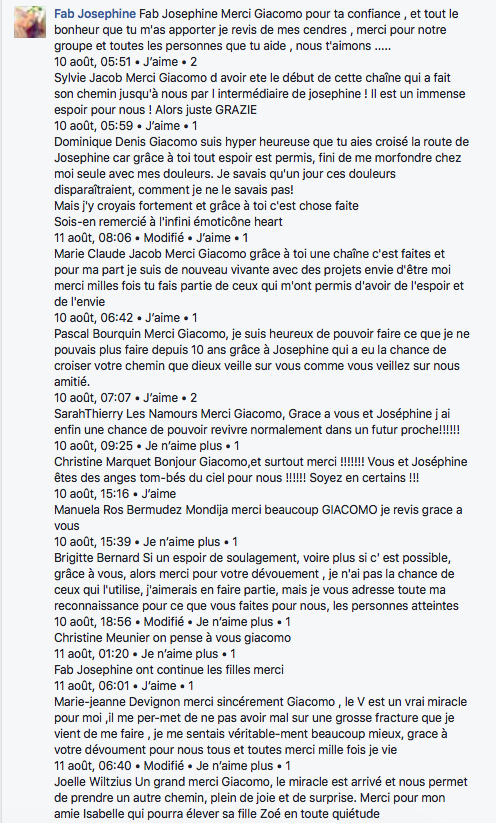 Fab Josephine Fab Josephine Merci Giacomo pour ta confiance , et tout le
bonheur que tu m'as apporter je revis de mes cendres , merci pour notre
groupe et toutes les personnes que tu aide , nous t'aimons .....
10 août, 05:51 • J'aime • 2
Sylvie Jacob Merci Giacomo d avoir ete le début de cette chaîne qui a fait
son chemin jusqu'à nous par l intermédiaire de josephine ! Il est un immense
espoir pour nous ! Alors juste GRAZIE
10 août, 05:59 • J'aime • 1
Dominique Denis Giacomo suis hyper heureuse que tu aies croisé la route de
Josephine car grâce à toi tout espoir est permis, fini de me morfondre chez
moi seule avec mes douleurs. Je savais qu'un jour ces douleurs
disparaîtraient, comment je ne le savais pas!
Mais j'y croyais fortement et grâce à toi c'est chose faite
Sois-en remercié à l'infini émoticône heart
11 août, 08:06 • Modifié • J'aime • 1
Marie Claude Jacob Merci Giacomo grâce à toi une chaîne c'est faites et
pour ma part je suis de nouveau vivante avec des projets envie d'être moi
merci milles fois tu fais partie de ceux qui m'ont permis d'avoir de l'espoir et
de l'envie
10 août, 06:42 • J'aime • 1
Pascal Bourquin Merci Giacomo, je suis heureux de pouvoir faire ce que je ne
pouvais plus faire depuis 10 ans grâce à Josephine qui a eu la chance de
croiser votre chemin que dieux veille sur vous comme vous veillez sur nous
amitié.
10 août, 07:07 • J'aime • 2
SarahThierry Les Namours Merci Giacomo, Grace a vous et Joséphine j ai
enfin une chance de pouvoir revivre normalement dans un futur proche!!!!!!
10 août, 09:25 • Je n'aime plus • 1
Christine Marquet Bonjour Giacomo,et surtout merci !!!!!!! Vous et Joséphine
êtes des anges tom-bés du ciel pour nous !!!!!! Soyez en certains !!!
10 août, 15:16 • J'aime
Manuela Ros Bermudez Mondija merci beaucoup GIACOMO je revis grace a
vous
10 août, 15:39 • Je n'aime plus • 1
Brigitte Bernard Si un espoir de soulagement, voire plus si c' est possible,
grâce à vous, alors merci pour votre dévouement , je n'ai pas la chance de
ceux qui l'utilise, j'aimerais en faire partie, mais je vous adresse toute ma
reconnaissance pour ce que vous faites pour nous, les personnes atteintes
10 août, 18:56 • Modifié • Je n'aime plus • 1
Christine Meunier on pense à vous giacomo
11 août, 01:20 • Je n'aime plus • 1
Fab Josephine ont continue les filles merci
11 août, 06:01 • J'aime • 1
Marie-jeanne Devignon merci sincérement Giacomo , le V est un vrai miracle
pour moi ,il me per-met de ne pas avoir mal sur une grosse fracture que je
vient de me faire , je me sentais véritable-ment beaucoup mieux, grace à
votre dévoument pour nous tous et toutes merci mille fois je vie
11 août, 06:40 • Modifié • Je n'aime plus • 1
Joelle Wiltzius Un grand merci Giacomo, le miracle est arrivé et nous permet
de prendre un autre chemin, plein de joie et de surprise. Merci pour mon
amie Isabelle qui pourra élever sa fille Zoé en toute quiétude